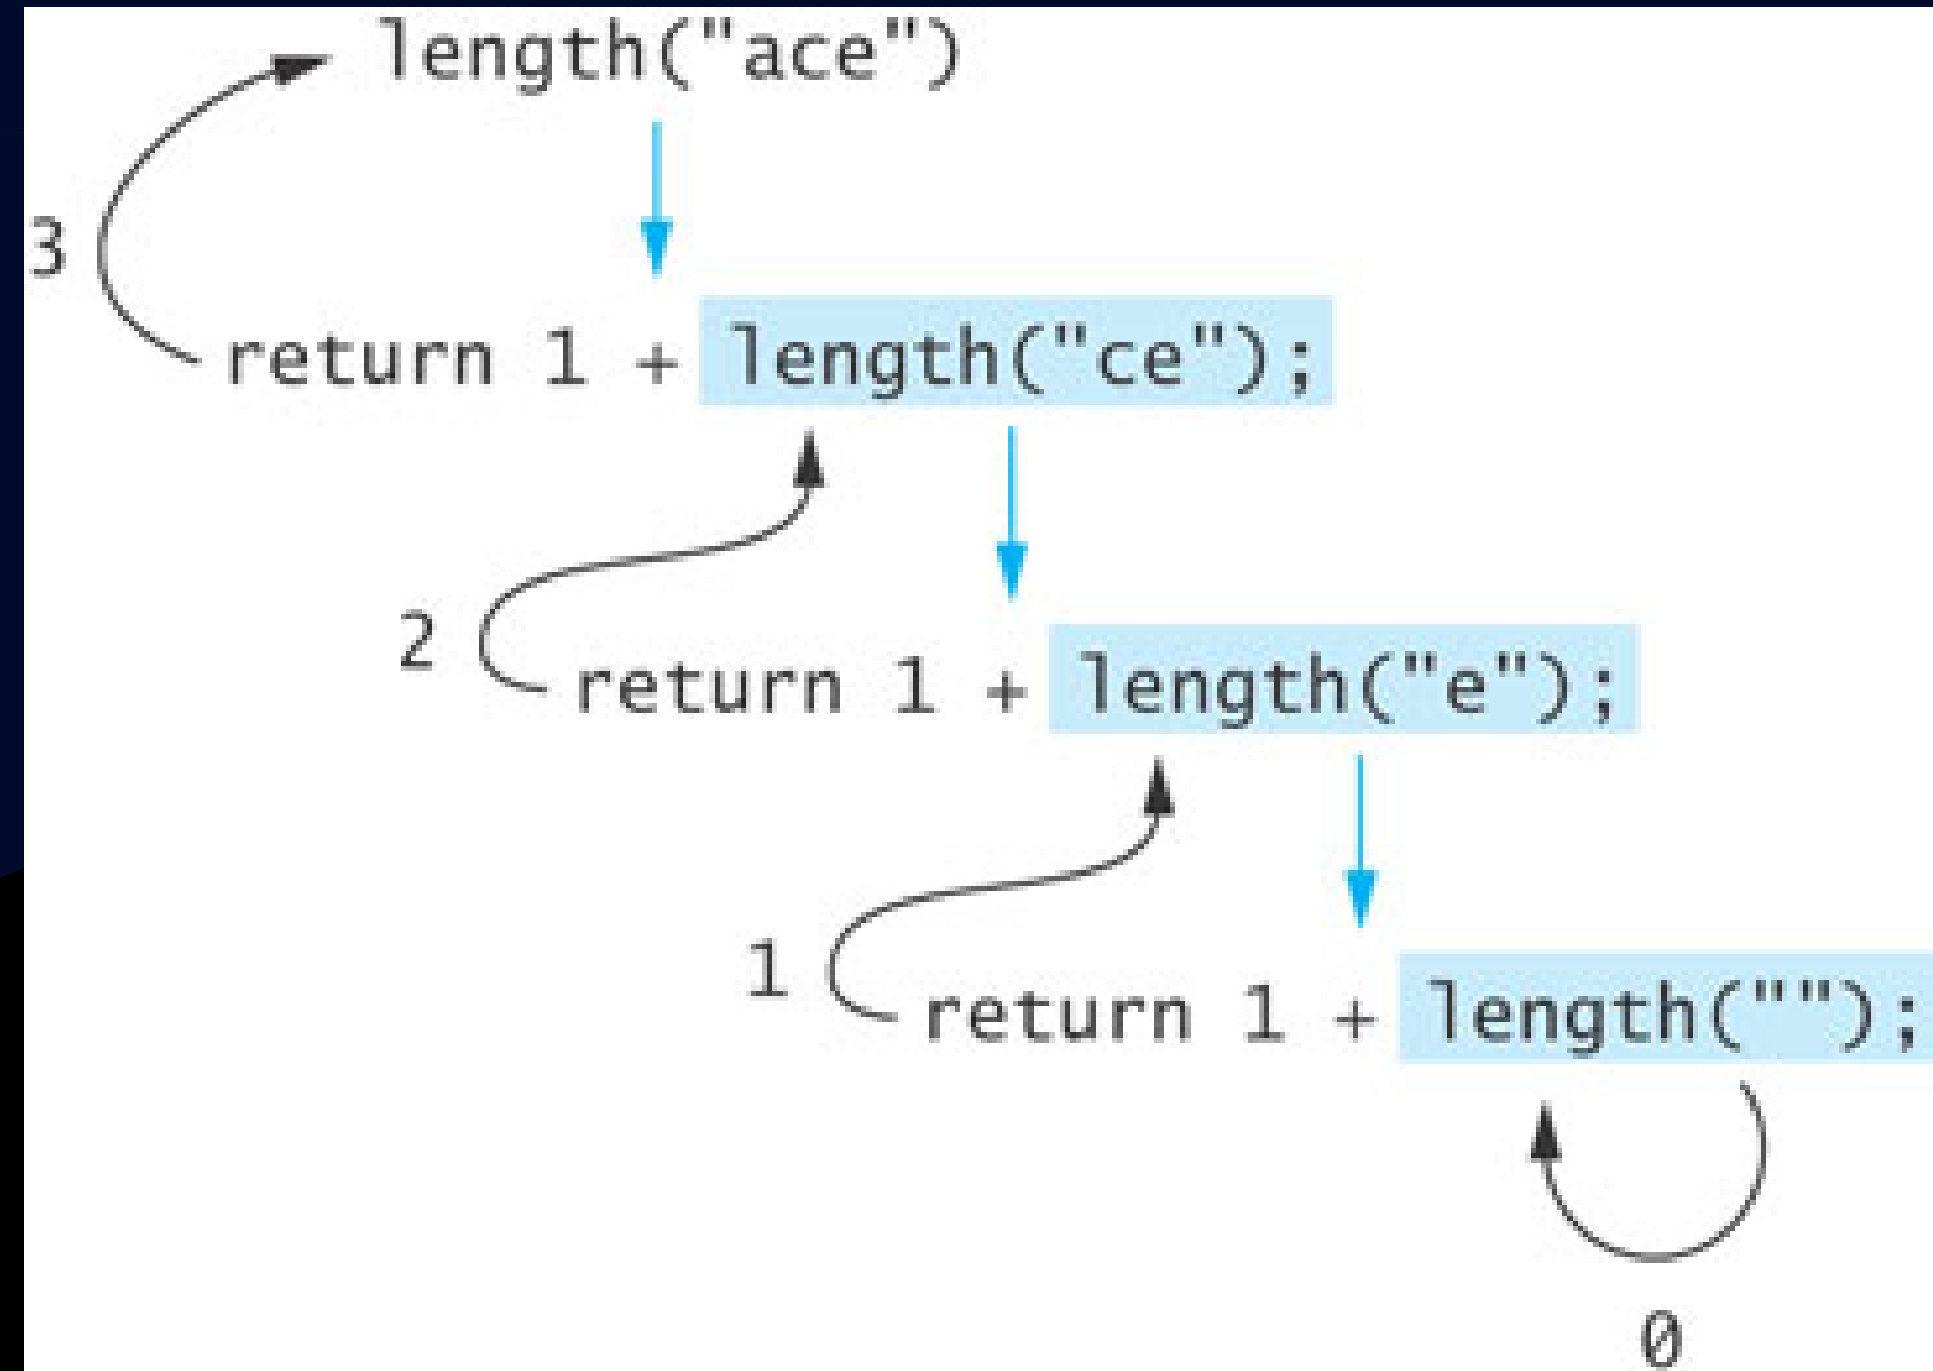 length("ace")
3
return 1 + length("ce");
2
return 1 + length("e");
1
return 1 + length("");
0